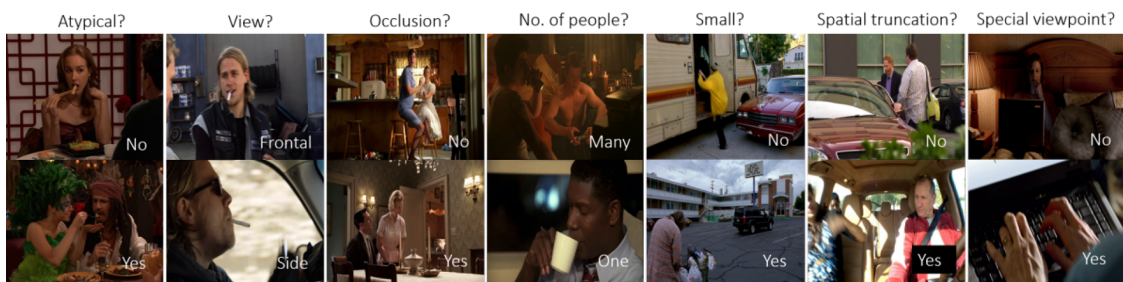 Atypical? View? Occlusion? No. of people? Small? Spatial truncation? Special viewpoint?
No Frontal No Many No No No
Yes Side Yes One Yes Yes Yes